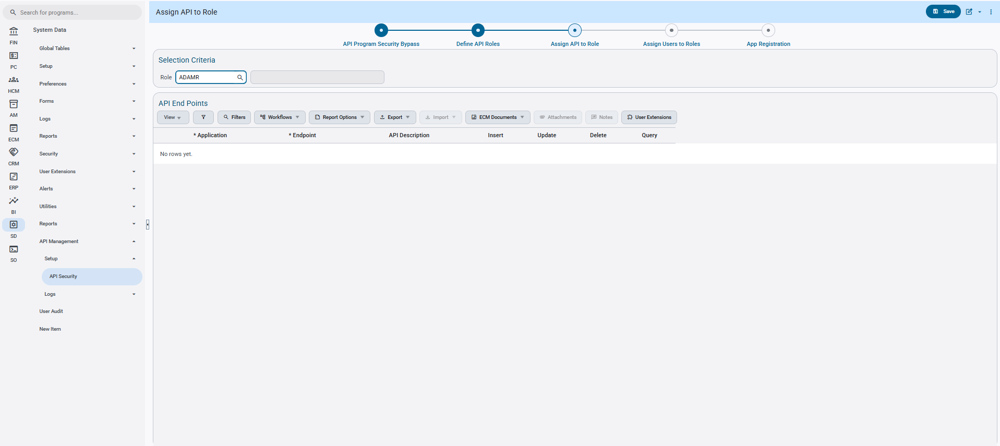 Search for programs...
FIN
PC
HCM
AM
ECM
CRM
ERP
BI
SD
SO
System Data
Global Tables
Setup
Preferences
Forms
Logs
Reports
Security
User Extensions
Alerts
Utilities
Reports
API Management
Setup
API Security
Logs
User Audit
New Item
Assign API to Role
Save
API Program Security Bypass
Define API Roles
Assign API to Role
Assign Users to Roles
App Registration
Selection Criteria
Role ADAMR
API End Points
View Filters Workflows Report Options Export Import ECM Documents Attachments Notes User Extensions
* Application * Endpoint API Description Insert Update Delete Query
No rows yet.